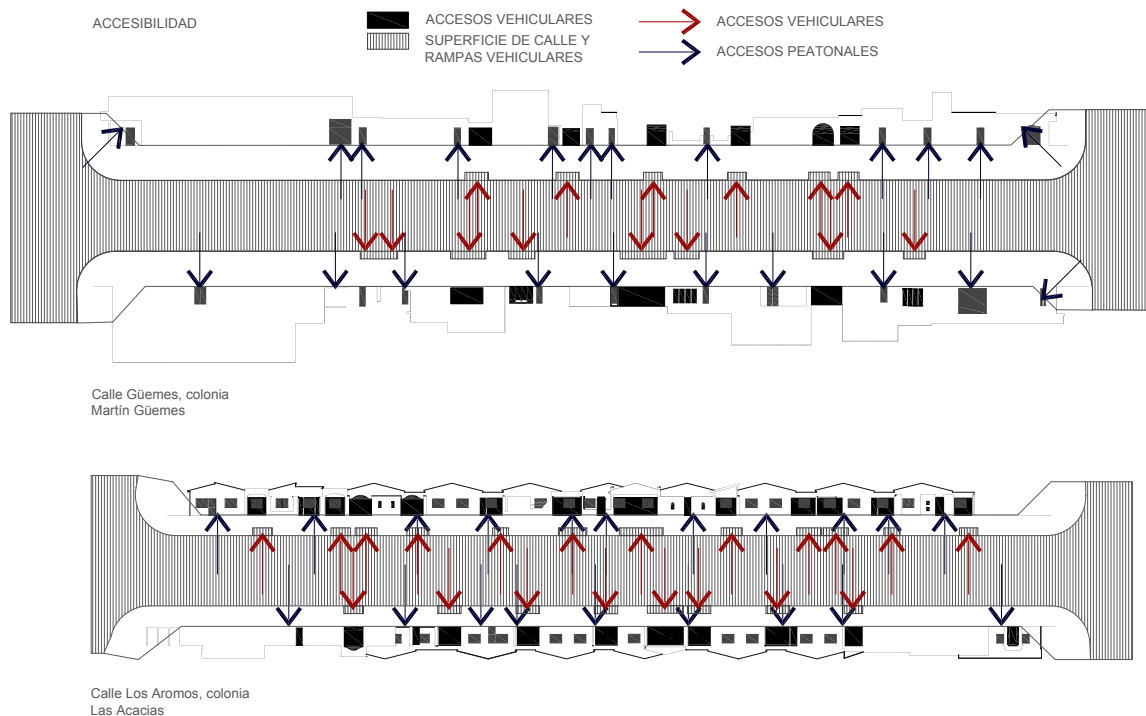 ACCESIBILIDAD
ACCESOS VEHICULARES
SUPERFICIE DE CALLE Y
RAMPAS VEHICULARES
ACCESOS VEHICULARES
ACCESOS PEATONALES
Calle Güemes, colonia
Martín Güemes
Calle Los Aromos, colonia
Las Acacias